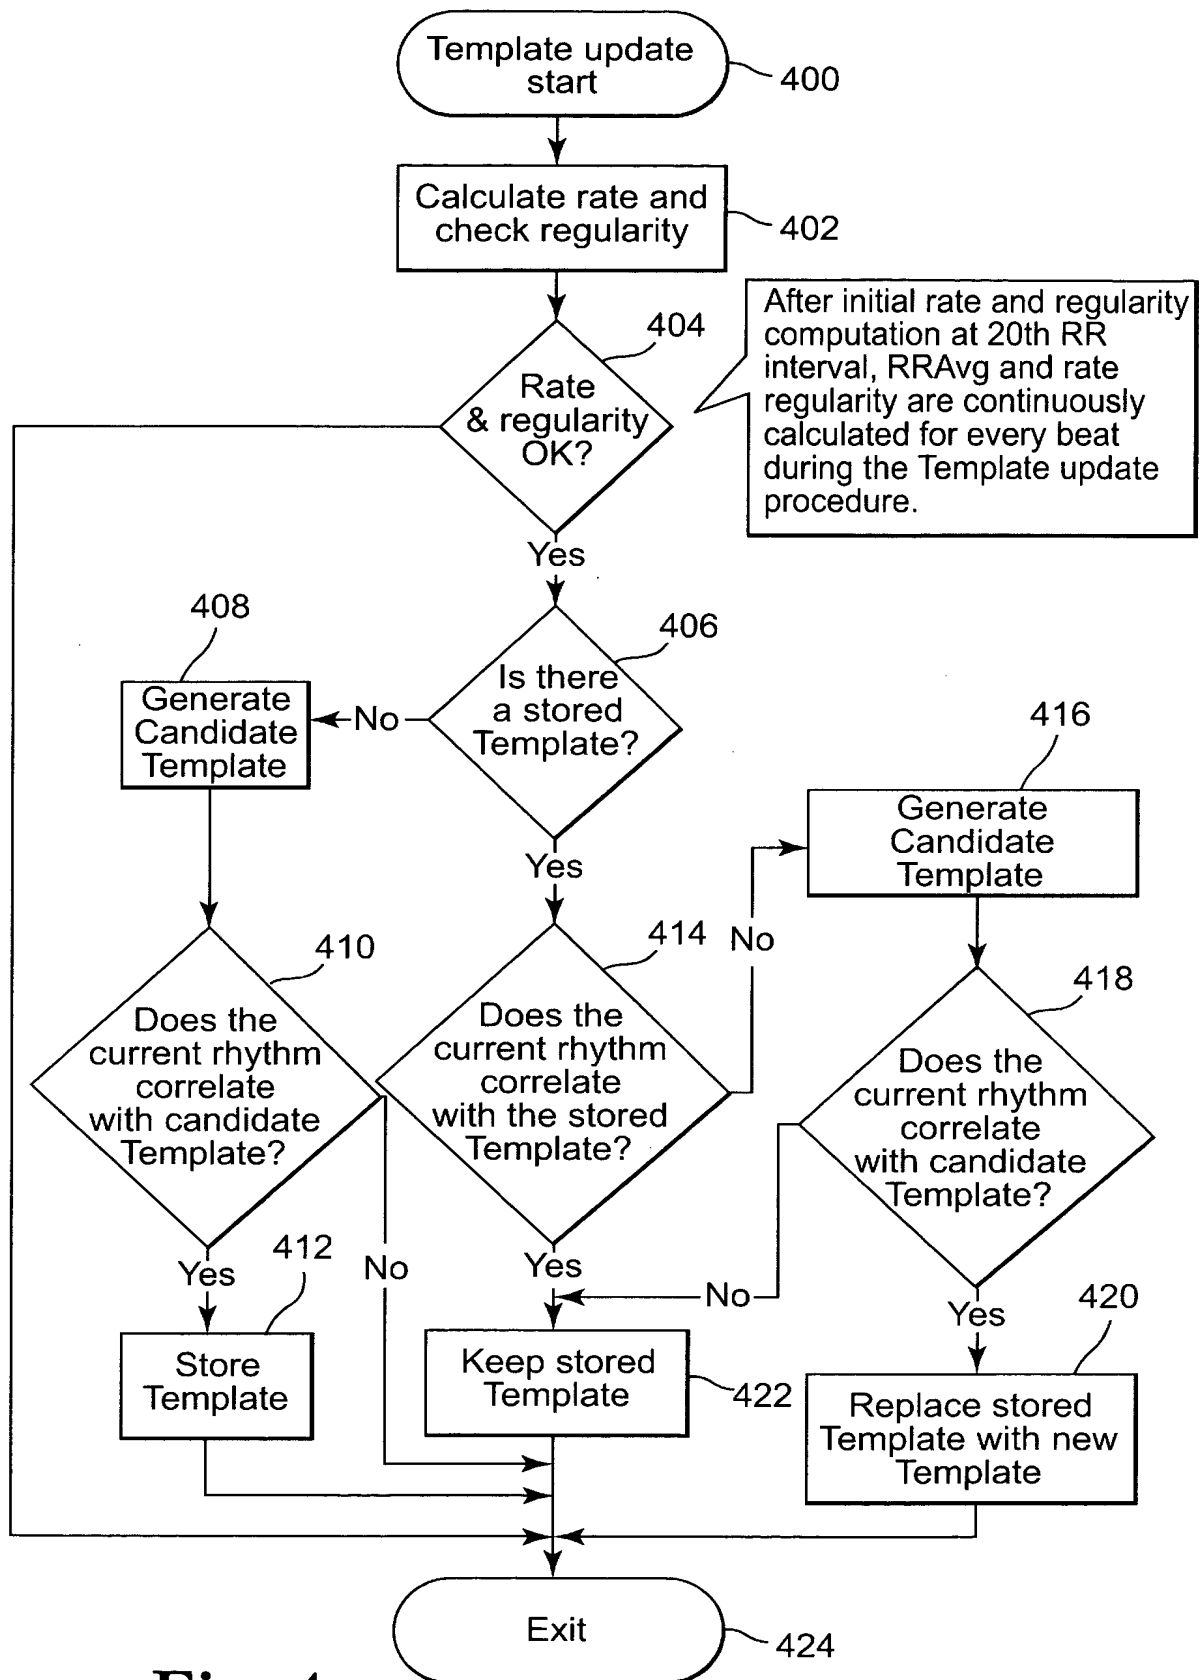 Template update
start
400
Calculate rate and
check regularity
402
404
Rate
& regularity
OK?
After initial rate and regularity
computation at 20th RR
interval, RRAvg and rate
regularity are continuously
calculated for every beat
during the Template update
procedure.
Yes
408
406
Generate
Candidate
Template
No
Is there
a stored
Template?
416
Generate
Candidate
Template
Yes
410
414
No
418
Does the
current rhythm
correlate
with candidate
Template?
Does the
current rhythm
correlate
with the stored
Template?
Does the
current rhythm
correlate
with candidate
Template?
Yes
412
No
Yes
No
Yes
420
Store
Template
Keep stored
Template
422
Replace stored
Template with new
Template
Exit
424